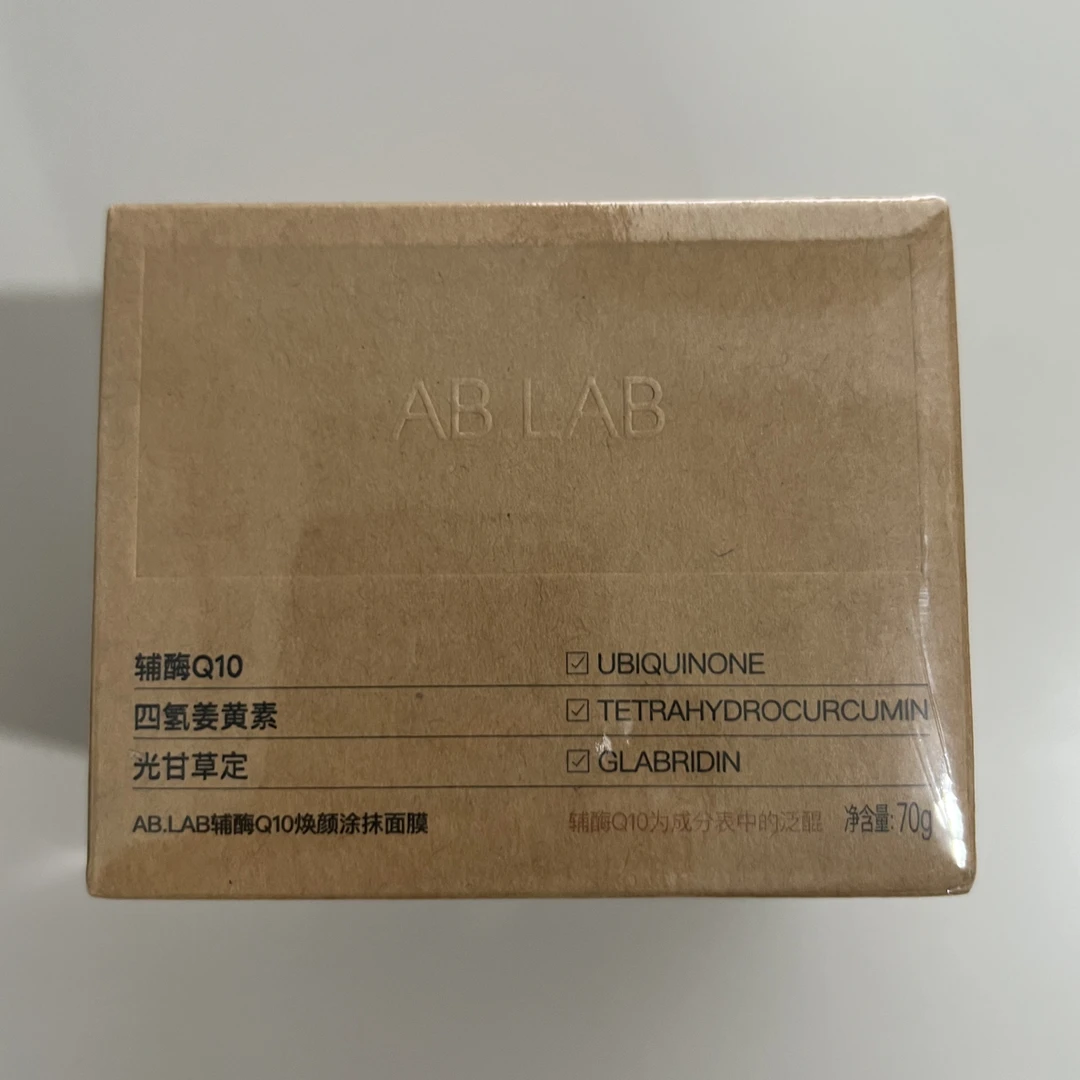 AB LAB
辅酶Q10 ☑ UBIQUINONE
四氢姜黄素 ☑ TETRAHYDROCURCUMIN
光甘草定 ☑ GLABRIDIN
AB.LAB辅酶Q10焕颜涂抹面膜 辅酶Q10为成分表中的泛醌 净含量:70g